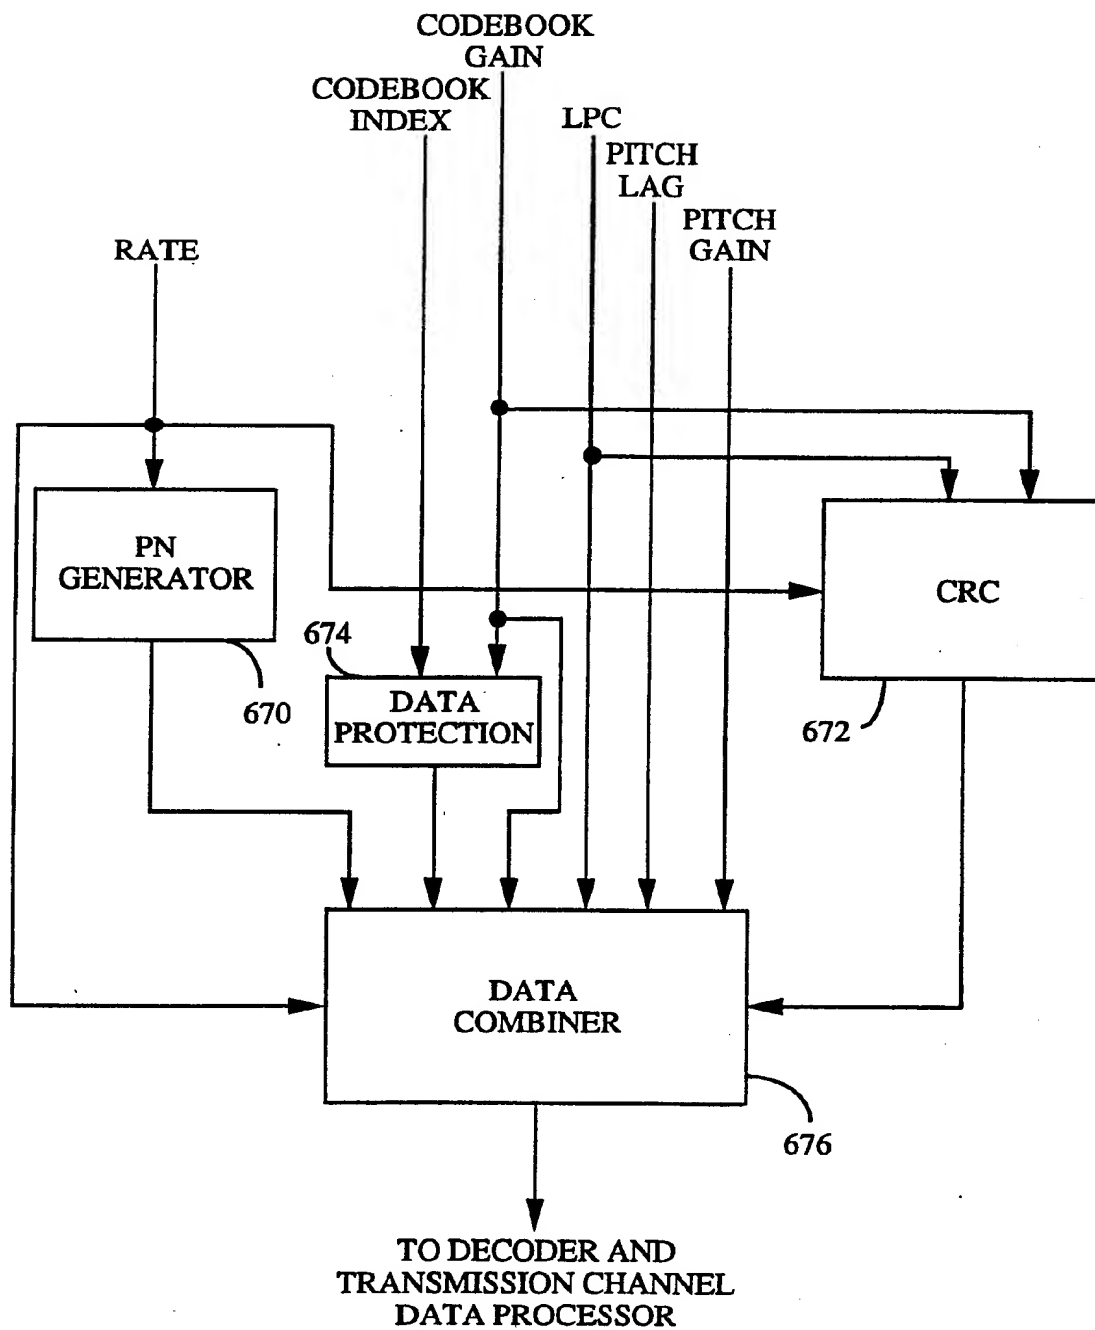 CODEBOOK
GAIN
CODEBOOK
INDEX
LPC
PITCH
LAG
PITCH
GAIN
RATE
PN
GENERATOR
CRC
674
DATA
PROTECTION
670
672
DATA
COMBINER
676
TO DECODER AND
TRANSMISSION CHANNEL
DATA PROCESSOR